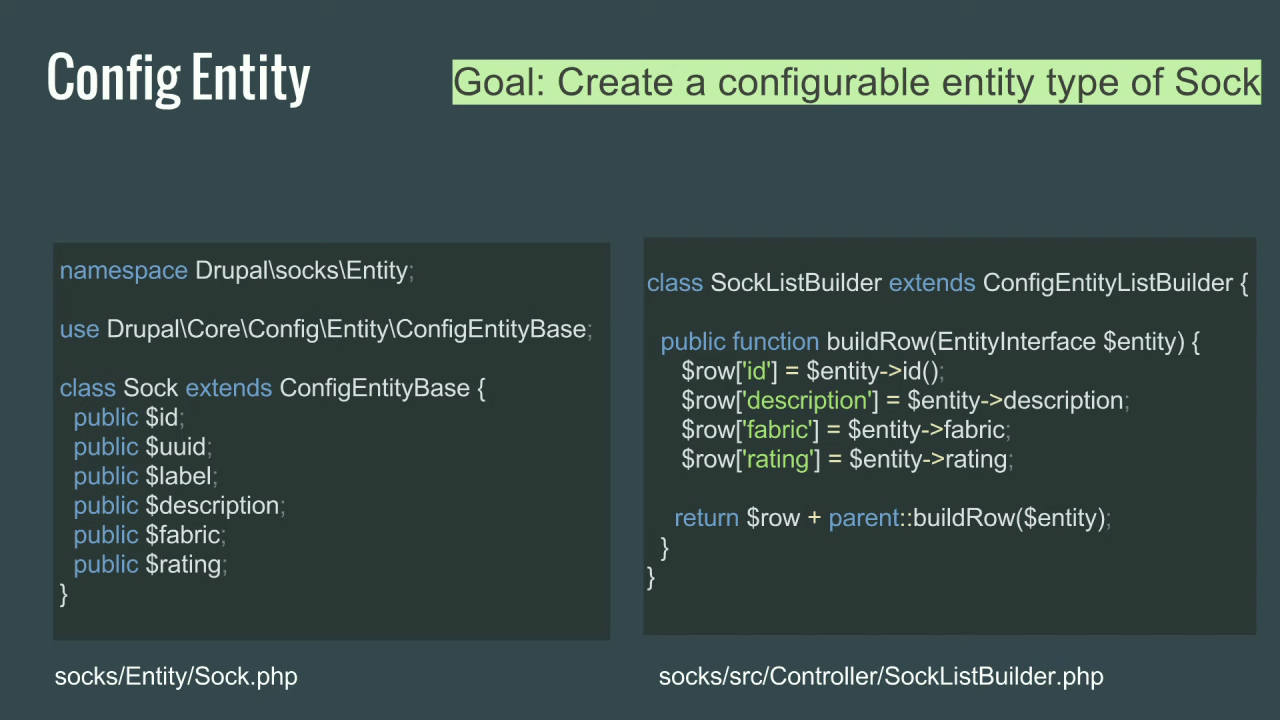 Config Entity
Goal: Create a configurable entity type of Sock
namespace Drupal\socks\Entity;
use Drupal\Core\Config\Entity\ConfigEntityBase;
class Sock extends ConfigEntityBase {
public $id;
public $uuid;
public $label;
public $description;
public $fabric;
public $rating;
}
socks/Entity/Sock.php
class SockListBuilder extends ConfigEntityListBuilder {
public function buildRow(EntityInterface $entity) {
$row['id'] = $entity->id();
$row['description'] = $entity->description;
$row['fabric'] = $entity->fabric;
$row['rating'] = $entity->rating;
return $row + parent::buildRow($entity);
}
}
socks/src/Controller/SockListBuilder.php